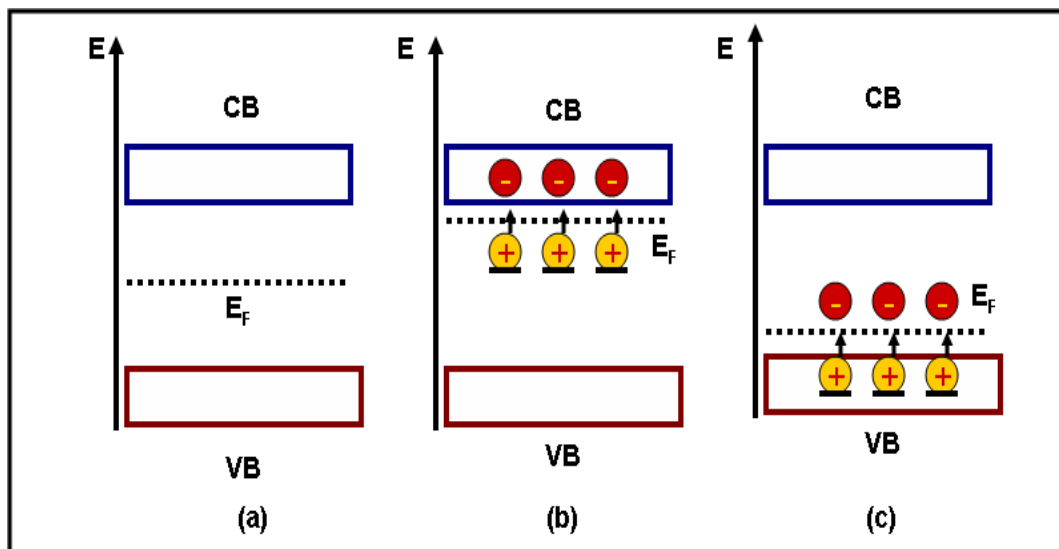 E
CB
E_F
VB
(a)
E
CB
- - -
+ + +
E_F
VB
(b)
E
CB
- - -
E_F
+ + +
VB
(c)